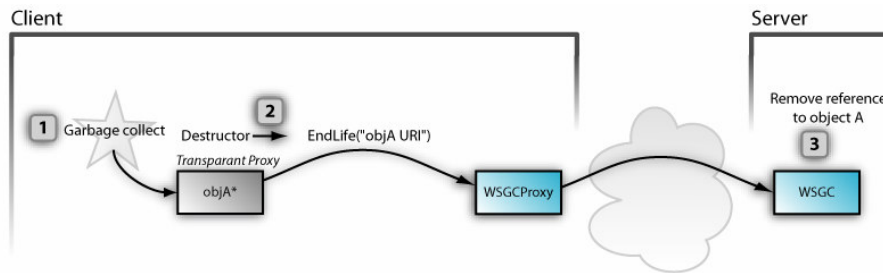 Client
Server
1
Garbage collect
2
Destructor
EndLife("objA URI")
Transparant Proxy
objA*
WSGCProxy
Remove reference
to object A
3
WSGC